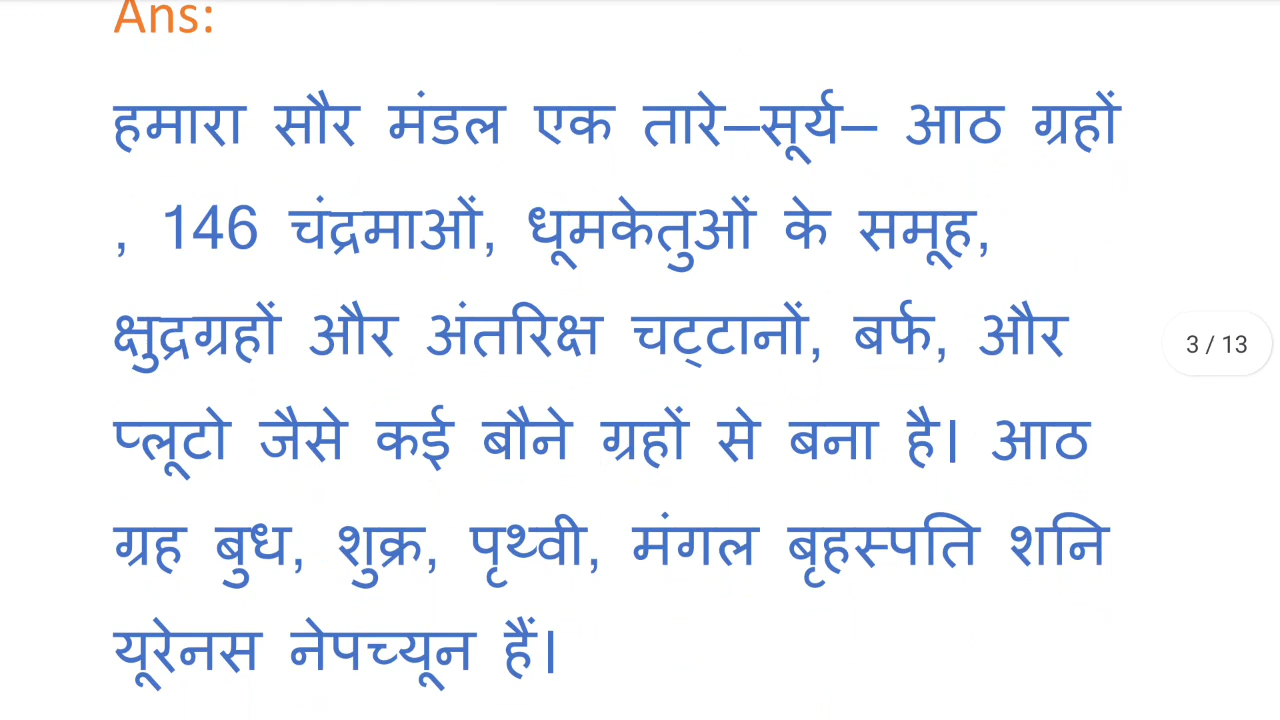 Ans:
हमारा सौर मंडल एक तारे–सूर्य– आठ ग्रहों
, 146 चंद्रमाओं, धूमकेतुओं के समूह,
क्षुद्रग्रहों और अंतरिक्ष चट्टानों, बर्फ, और
3 / 13
प्लूटो जैसे कई बौने ग्रहों से बना है। आठ
ग्रह बुध, शुक्र, पृथ्वी, मंगल बृहस्पति शनि
यूरेनस नेपच्यून हैं।